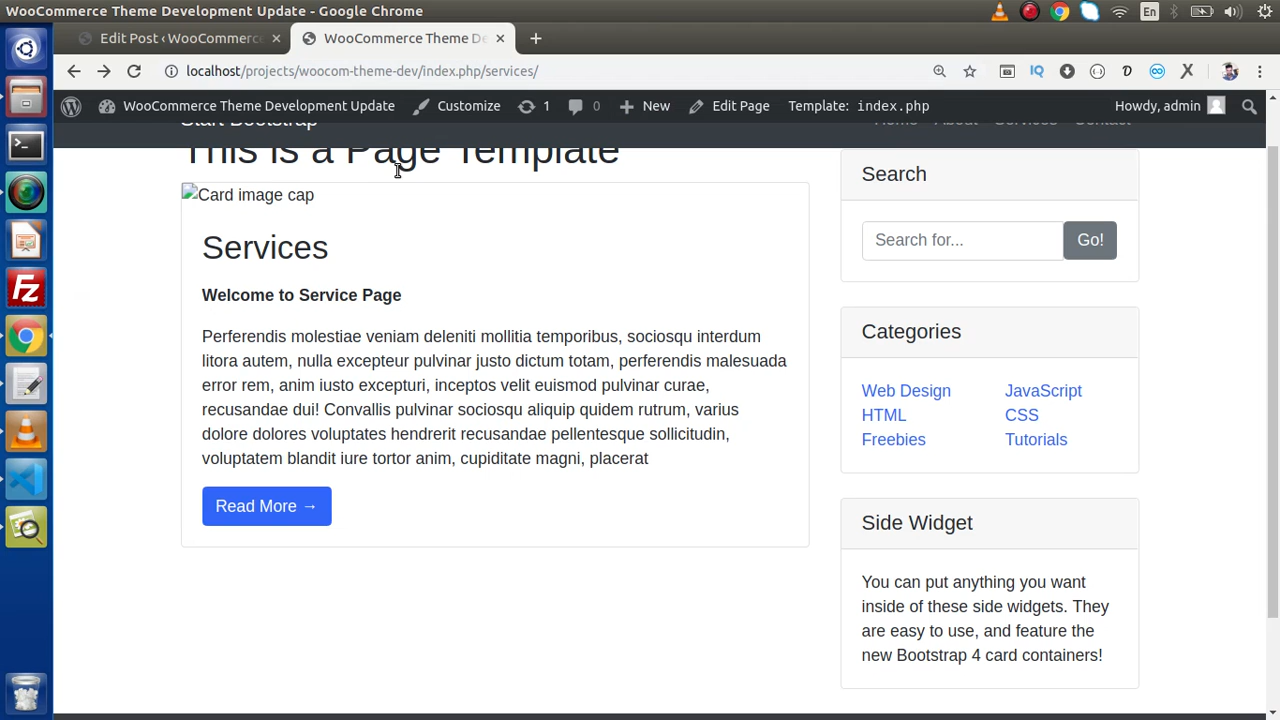 WooCommerce Theme Development Update - Google Chrome
En
Edit Post ‹ WooCommerce
WooCommerce Theme De
localhost/projects/woocom-theme-dev/index.php/services/
IQ
D
X
WooCommerce Theme Development Update
Customize
1
0
New
Edit Page
Template: index.php
Howdy, admin
Start Bootstrap
Home
About
Services
Contact
This is a Page Template
Card image cap
Services
Welcome to Service Page
Perferendis molestiae veniam deleniti mollitia temporibus, sociosqu interdum
litora autem, nulla excepteur pulvinar justo dictum totam, perferendis malesuada
error rem, anim iusto excepturi, inceptos velit euismod pulvinar curae,
recusandae dui! Convallis pulvinar sociosqu aliquip quidem rutrum, varius
dolore dolores voluptates hendrerit recusandae pellentesque sollicitudin,
voluptatem blandit iure tortor anim, cupiditate magni, placerat
Read More →
Search
Search for...
Go!
Categories
Web Design
JavaScript
HTML
CSS
Freebies
Tutorials
Side Widget
You can put anything you want
inside of these side widgets. They
are easy to use, and feature the
new Bootstrap 4 card containers!
Fz